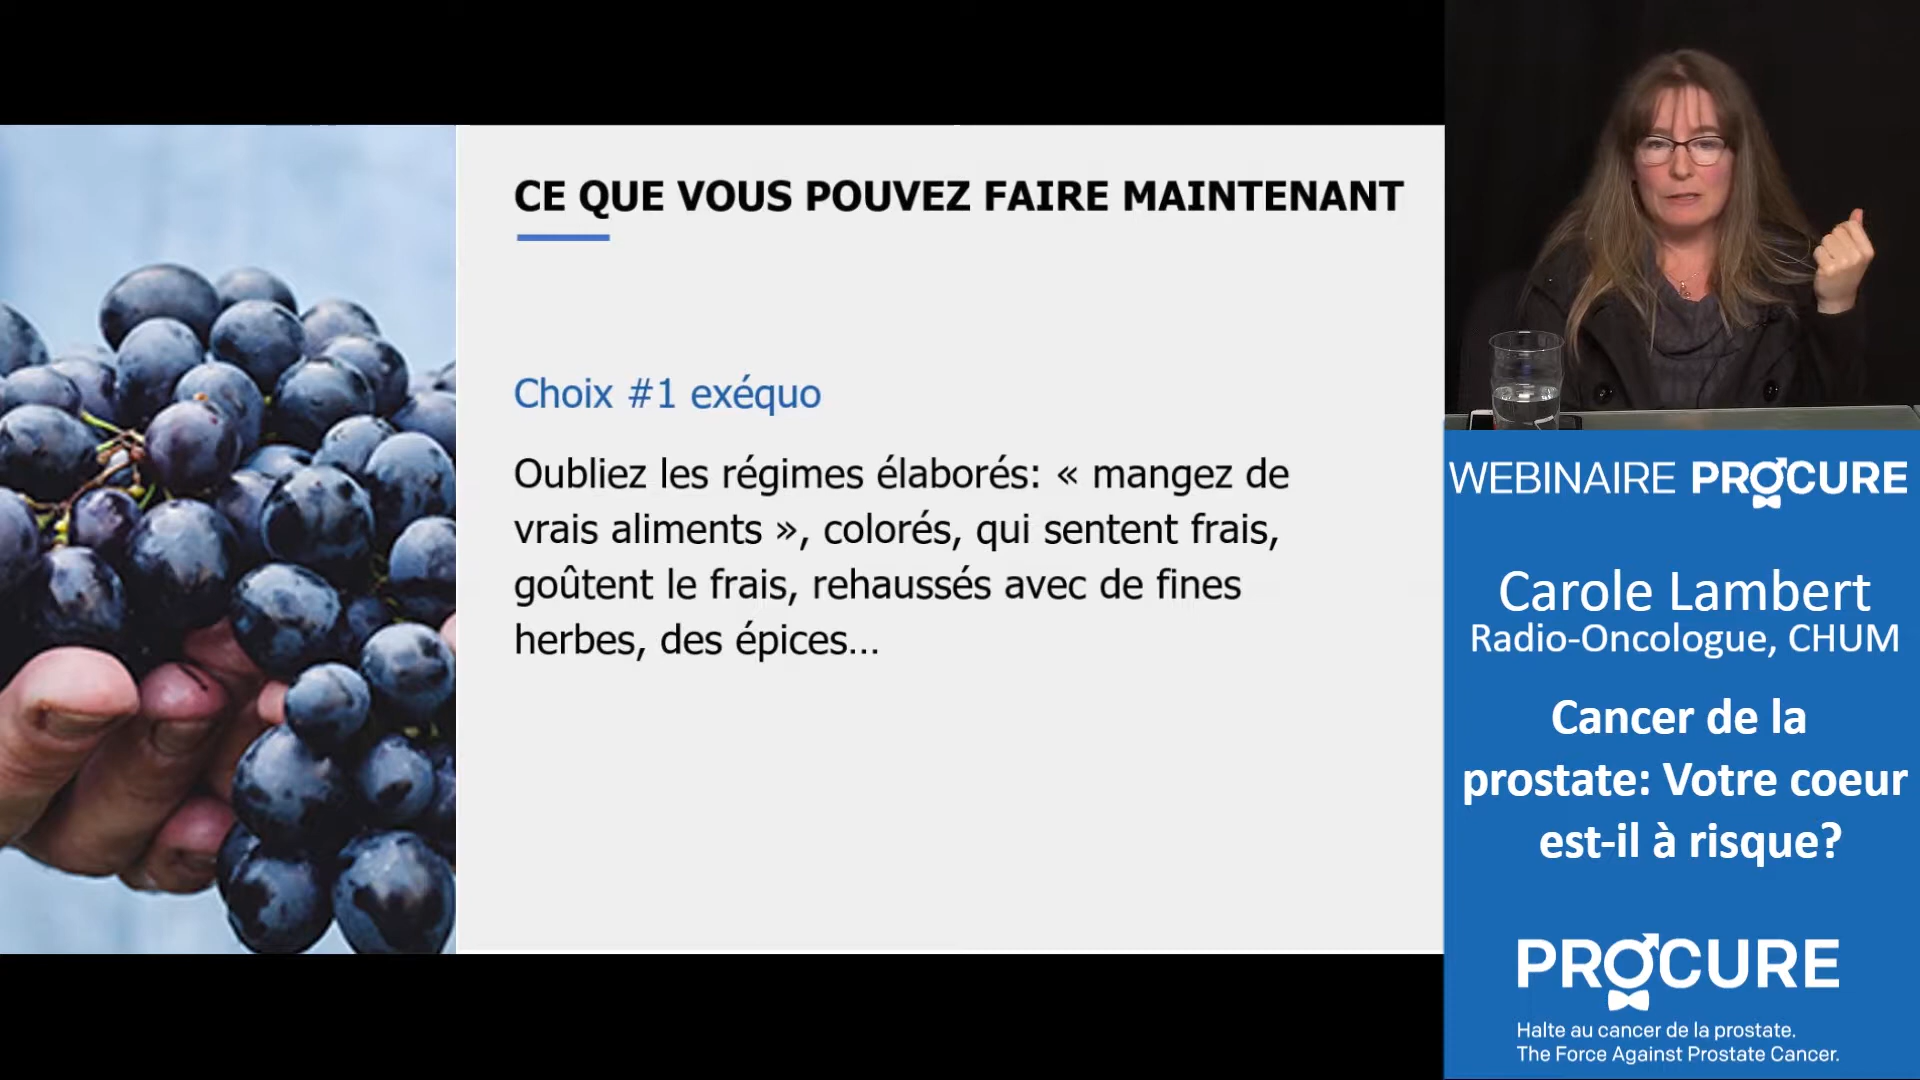 CE QUE VOUS POUVEZ FAIRE MAINTENANT
Choix #1 exéquo
Oubliez les régimes élaborés: « mangez de
vrais aliments », colorés, qui sentent frais,
goûtent le frais, rehaussés avec de fines
herbes, des épices...
WEBINAIRE PROCURE
Carole Lambert
Radio-Oncologue, CHUM
Cancer de la
prostate: Votre coeur
est-il à risque?
PROCURE
Halte au cancer de la prostate.
The Force Against Prostate Cancer.